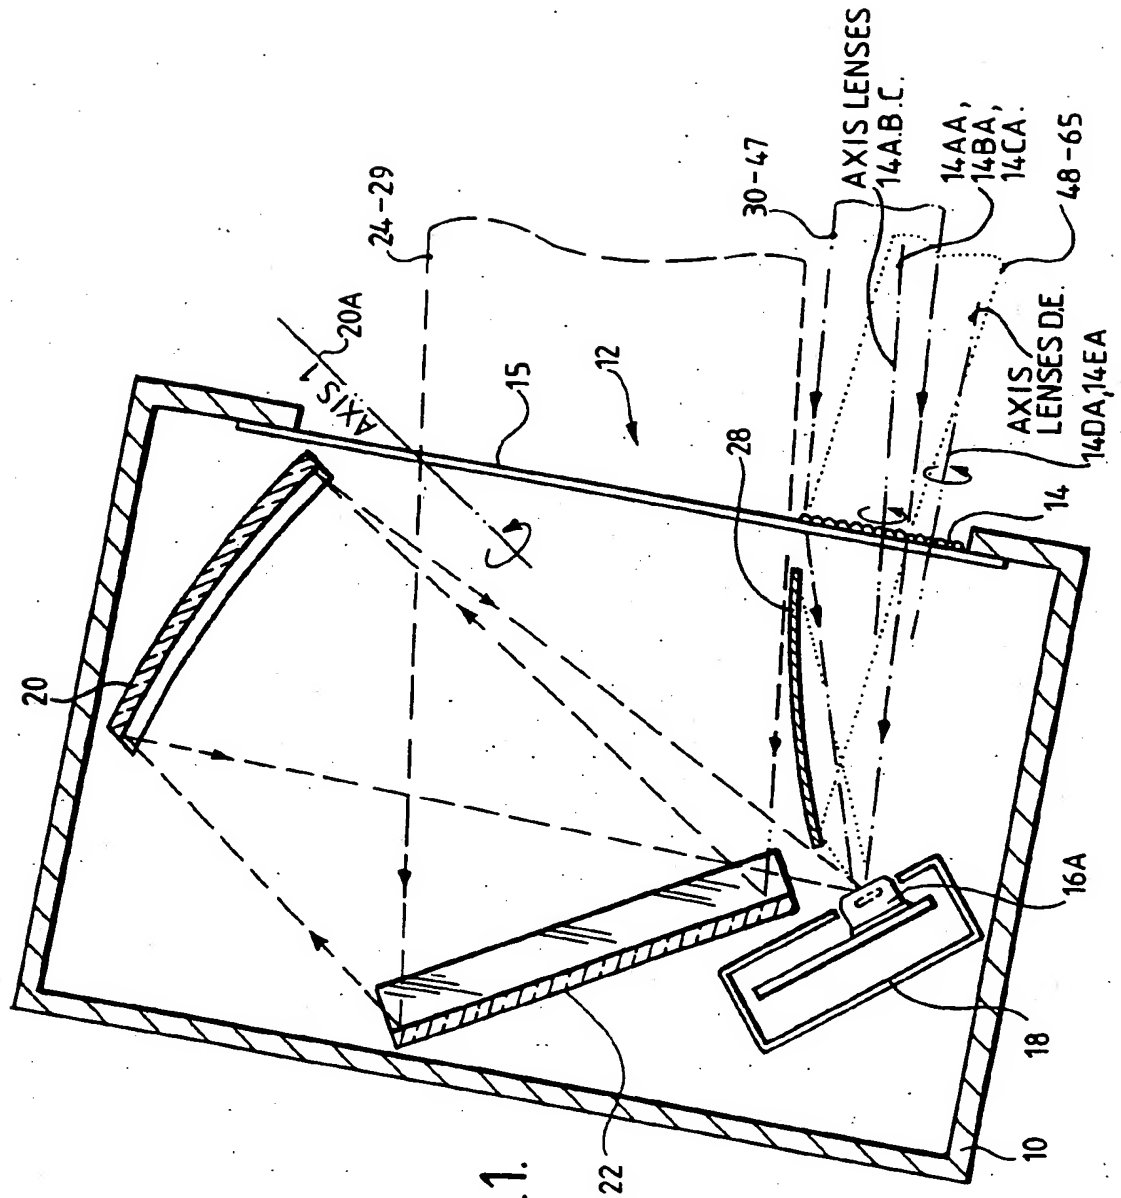 20
24-29
20A
AXIS 1
15
12
28
30-47
AXIS LENSES
14A.B.C.
14AA,
14BA,
14CA.
48-65
AXIS
LENSES D.E.
14DA,14EA
14
16A
18
10
22
1.